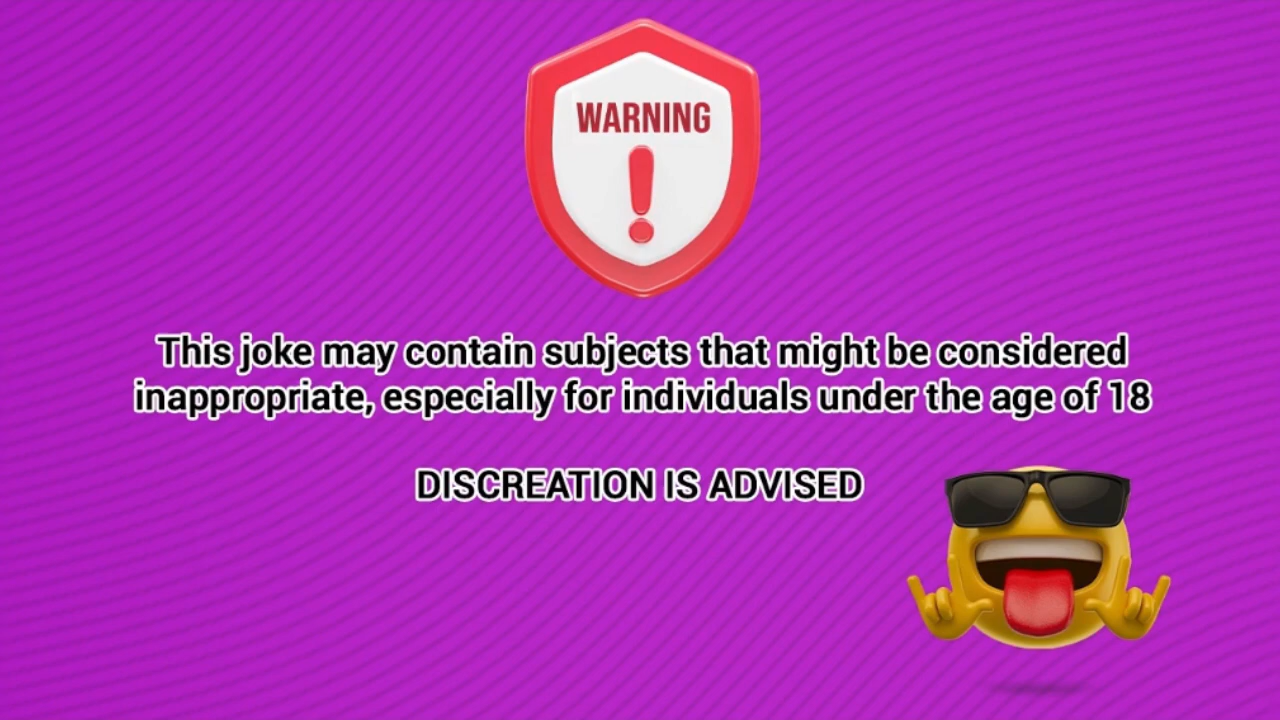 WARNING
This joke may contain subjects that might be considered
inappropriate, especially for individuals under the age of 18
DISCREATION IS ADVISED